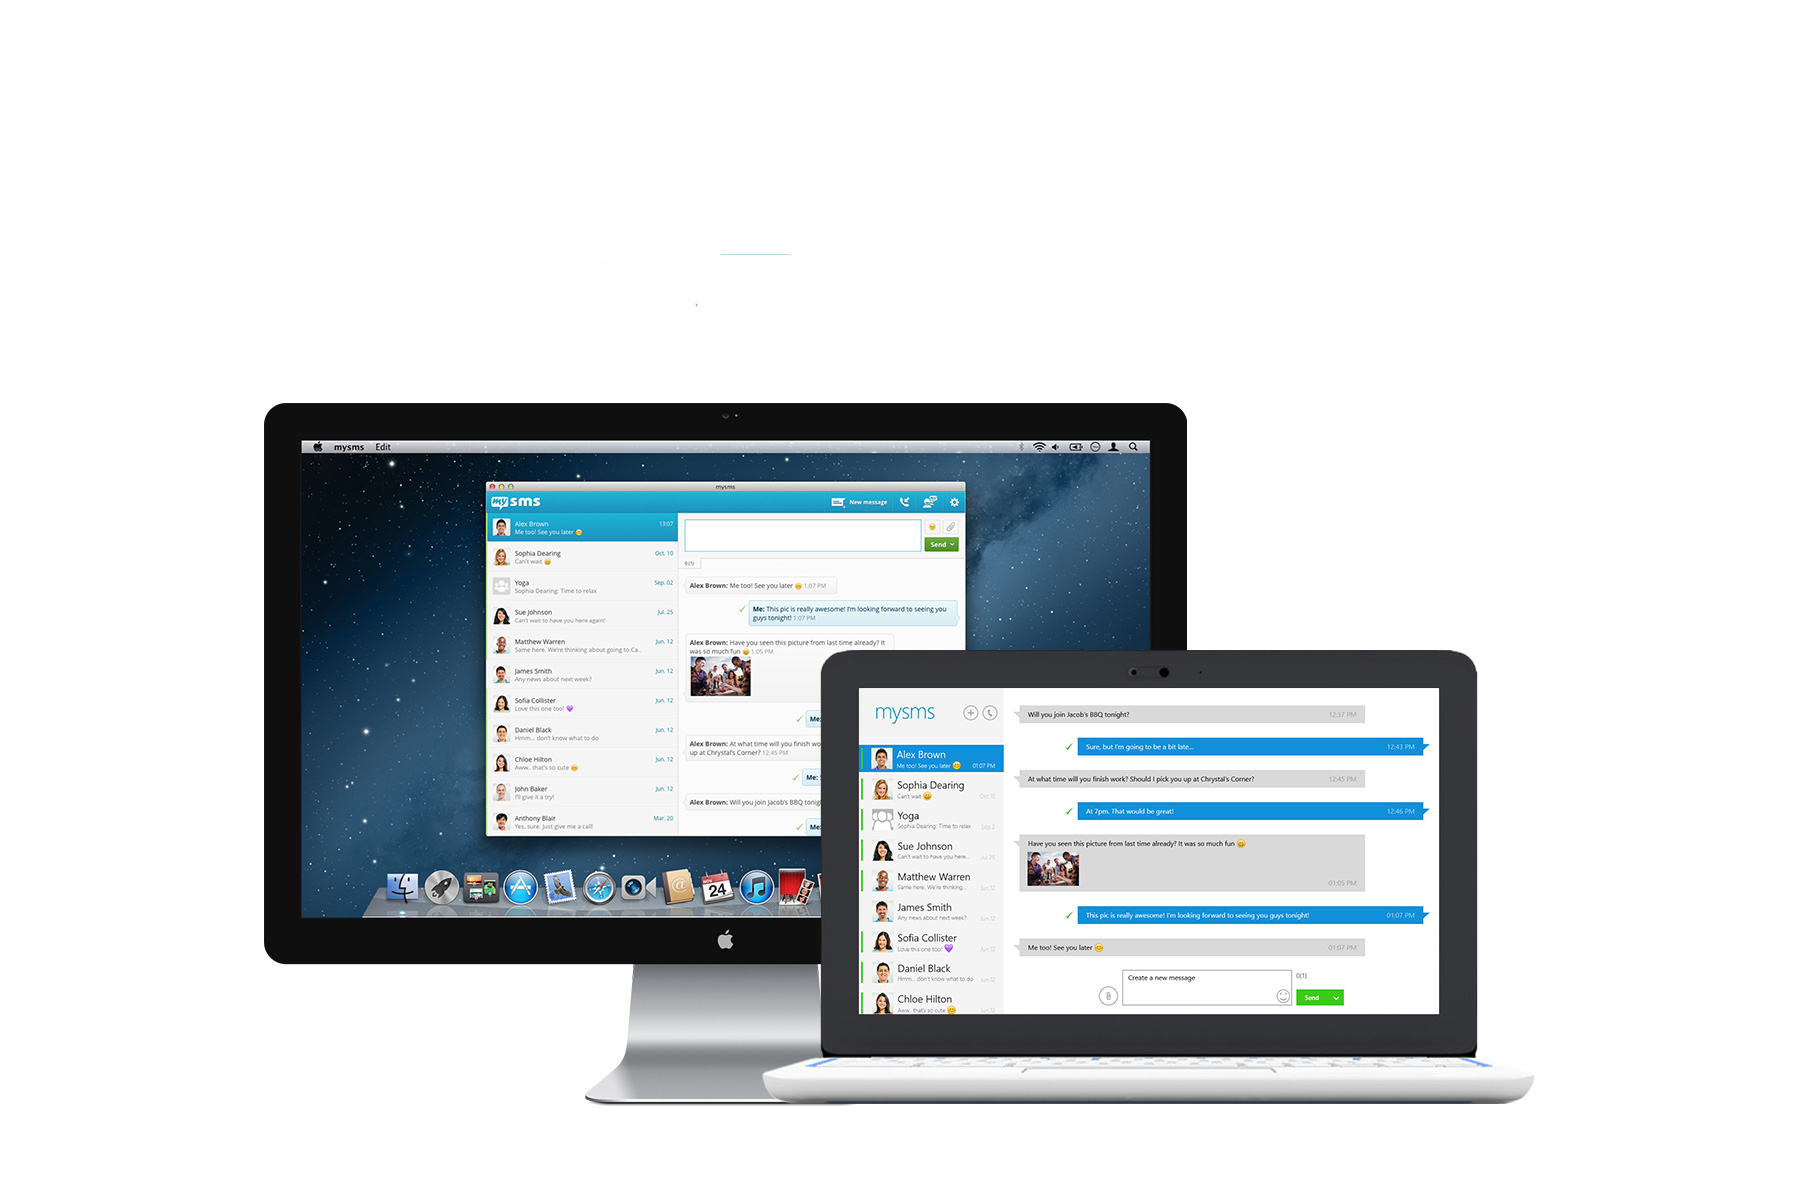 mysms Edit
mysms
my sms
New message
Alex Brown 13:07
Me too! See you later
Sophia Dearing Oct. 10
Can't wait
Yoga Sep. 02
Sophia Dearing: Time to relax
Sue Johnson Jul. 25
Can't wait to have you here again!
Matthew Warren Jun. 12
Same here. We're thinking about going to Ca..
James Smith Jun. 12
Any news about next week?
Sofia Collister Jun. 12
Love this one too!
Daniel Black Jun. 12
Hmm... don't know what to do
Chloe Hilton Jun. 12
Aww.. that's so cute
John Baker Jun. 12
I'll give it a try!
Anthony Blair Mar. 20
Yes, sure. Just give me a call!
Send
0 (1)
Alex Brown: Me too! See you later 1:07 PM
Me: This pic is really awesome! I'm looking forward to seeing you
guys tonight! 1:07 PM
Alex Brown: Have you seen this picture from last time already? It
was so much fun 1:05 PM
Me:
Alex Brown: At what time will you finish wo
up at Chrystal's Corner? 12:45 PM
Me:
Alex Brown: Will you join Jacob's BBQ tonigh
Me:
NOV
24
mysms
Alex Brown
Me too! See you later 01:07 PM
Sophia Dearing
Can't wait Oct 10
Yoga
Sophia Dearing: Time to relax Sep 2
Sue Johnson
Can't wait to have you here... Jul 25
Matthew Warren
Same here. We're thinking... Jun 12
James Smith
Any news about next week? Jun 12
Sofia Collister
Love this one too! Jun 12
Daniel Black
Hmm... don't know what to do Jun 12
Chloe Hilton
Aww.. that's so cute Jun 12
Will you join Jacob's BBQ tonight? 12:37 PM
Sure, but I'm going to be a bit late... 12:43 PM
At what time will you finish work? Should I pick you up at Chrystal's Corner? 12:45 PM
At 7pm. That would be great! 12:46 PM
Have you seen this picture from last time already? It was so much fun
01:05 PM
This pic is really awesome! I'm looking forward to seeing you guys tonight! 01:07 PM
Me too! See you later 01:07 PM
Create a new message
0(1)
Send